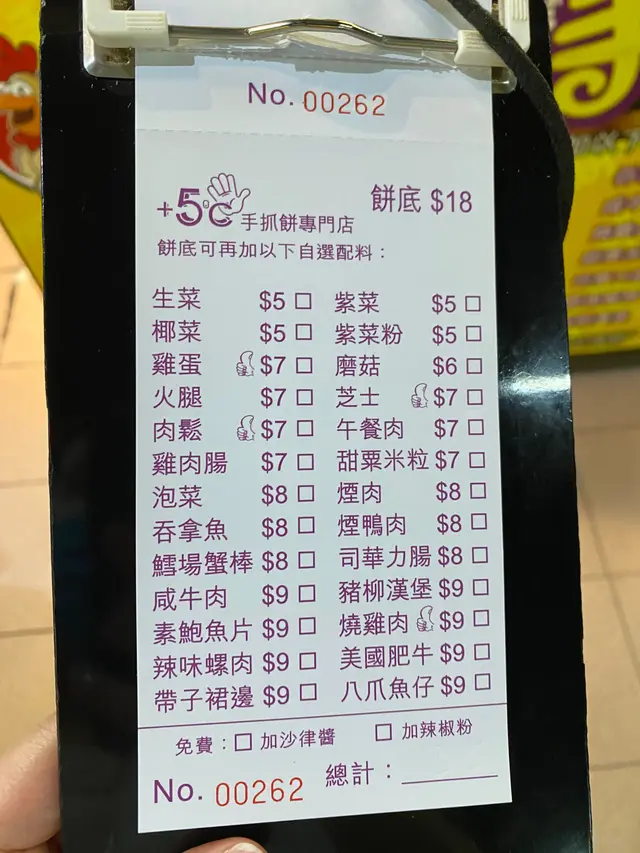 No. 00262
+5℃ 手抓餅專門店 餅底 $18
餅底可再加以下自選配料：
生菜 $5 □ 紫菜 $5 □
椰菜 $5 □ 紫菜粉 $5 □
雞蛋 $7 □ 磨菇 $6 □
火腿 $7 □ 芝士 $7 □
肉鬆 $7 □ 午餐肉 $7 □
雞肉腸 $7 □ 甜粟米粒 $7 □
泡菜 $8 □ 煙肉 $8 □
吞拿魚 $8 □ 煙鴨肉 $8 □
鱈場蟹棒 $8 □ 司華力腸 $8 □
咸牛肉 $9 □ 豬柳漢堡 $9 □
素鮑魚片 $9 □ 燒雞肉 $9 □
辣味螺肉 $9 □ 美國肥牛 $9 □
帶子裙邊 $9 □ 八爪魚仔 $9 □
免費：□ 加沙律醬 □ 加辣椒粉
No. 00262 總計：